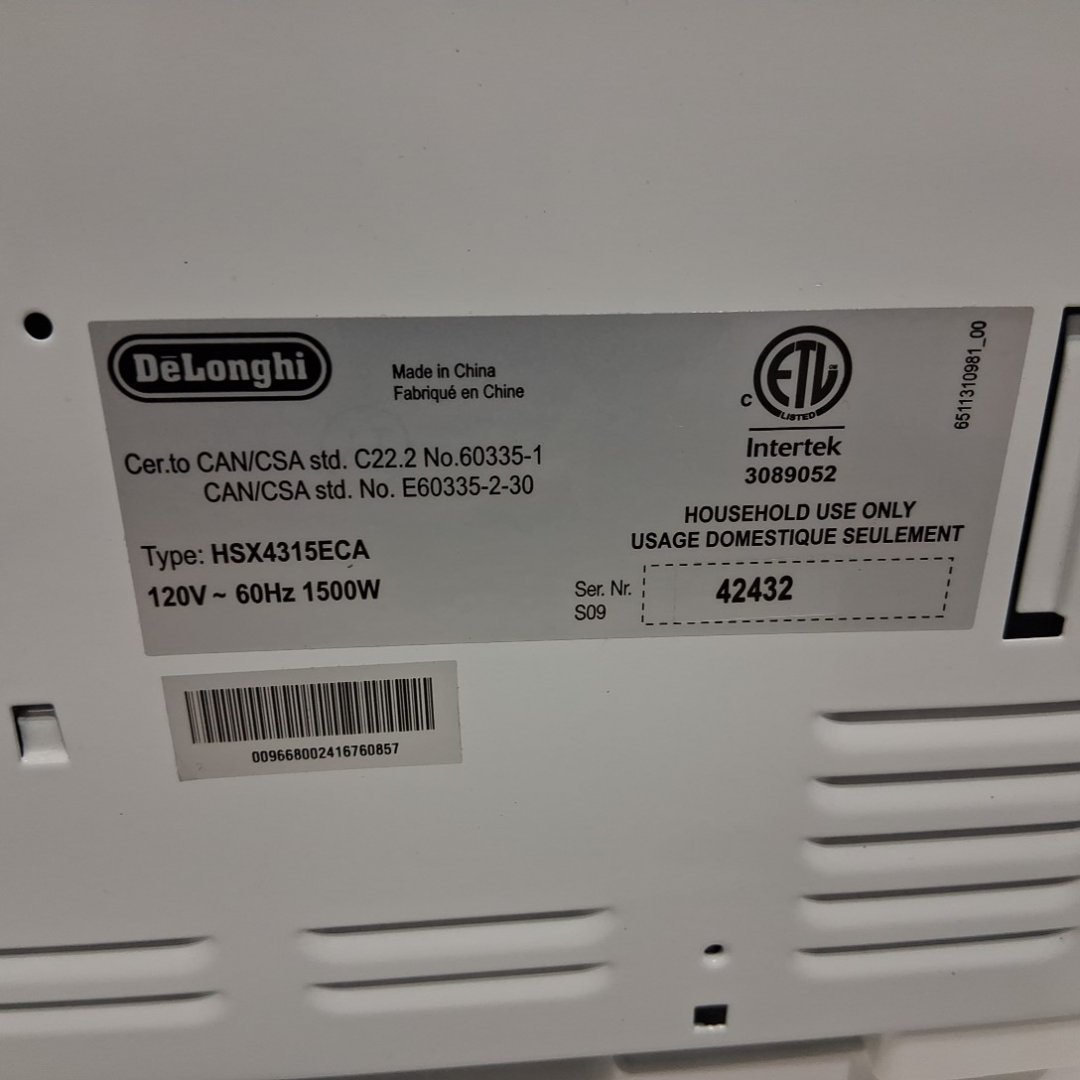 DēLonghi
Made in China
Fabriqué en Chine
C
ETL
CM
LISTED
Intertek
3089052
6511310981_00
Cer.to CAN/CSA std. C22.2 No.60335-1
CAN/CSA std. No. E60335-2-30
HOUSEHOLD USE ONLY
USAGE DOMESTIQUE SEULEMENT
Type: HSX4315ECA
120V ~ 60Hz 1500W
Ser. Nr. 42432
S09
009668002416760857